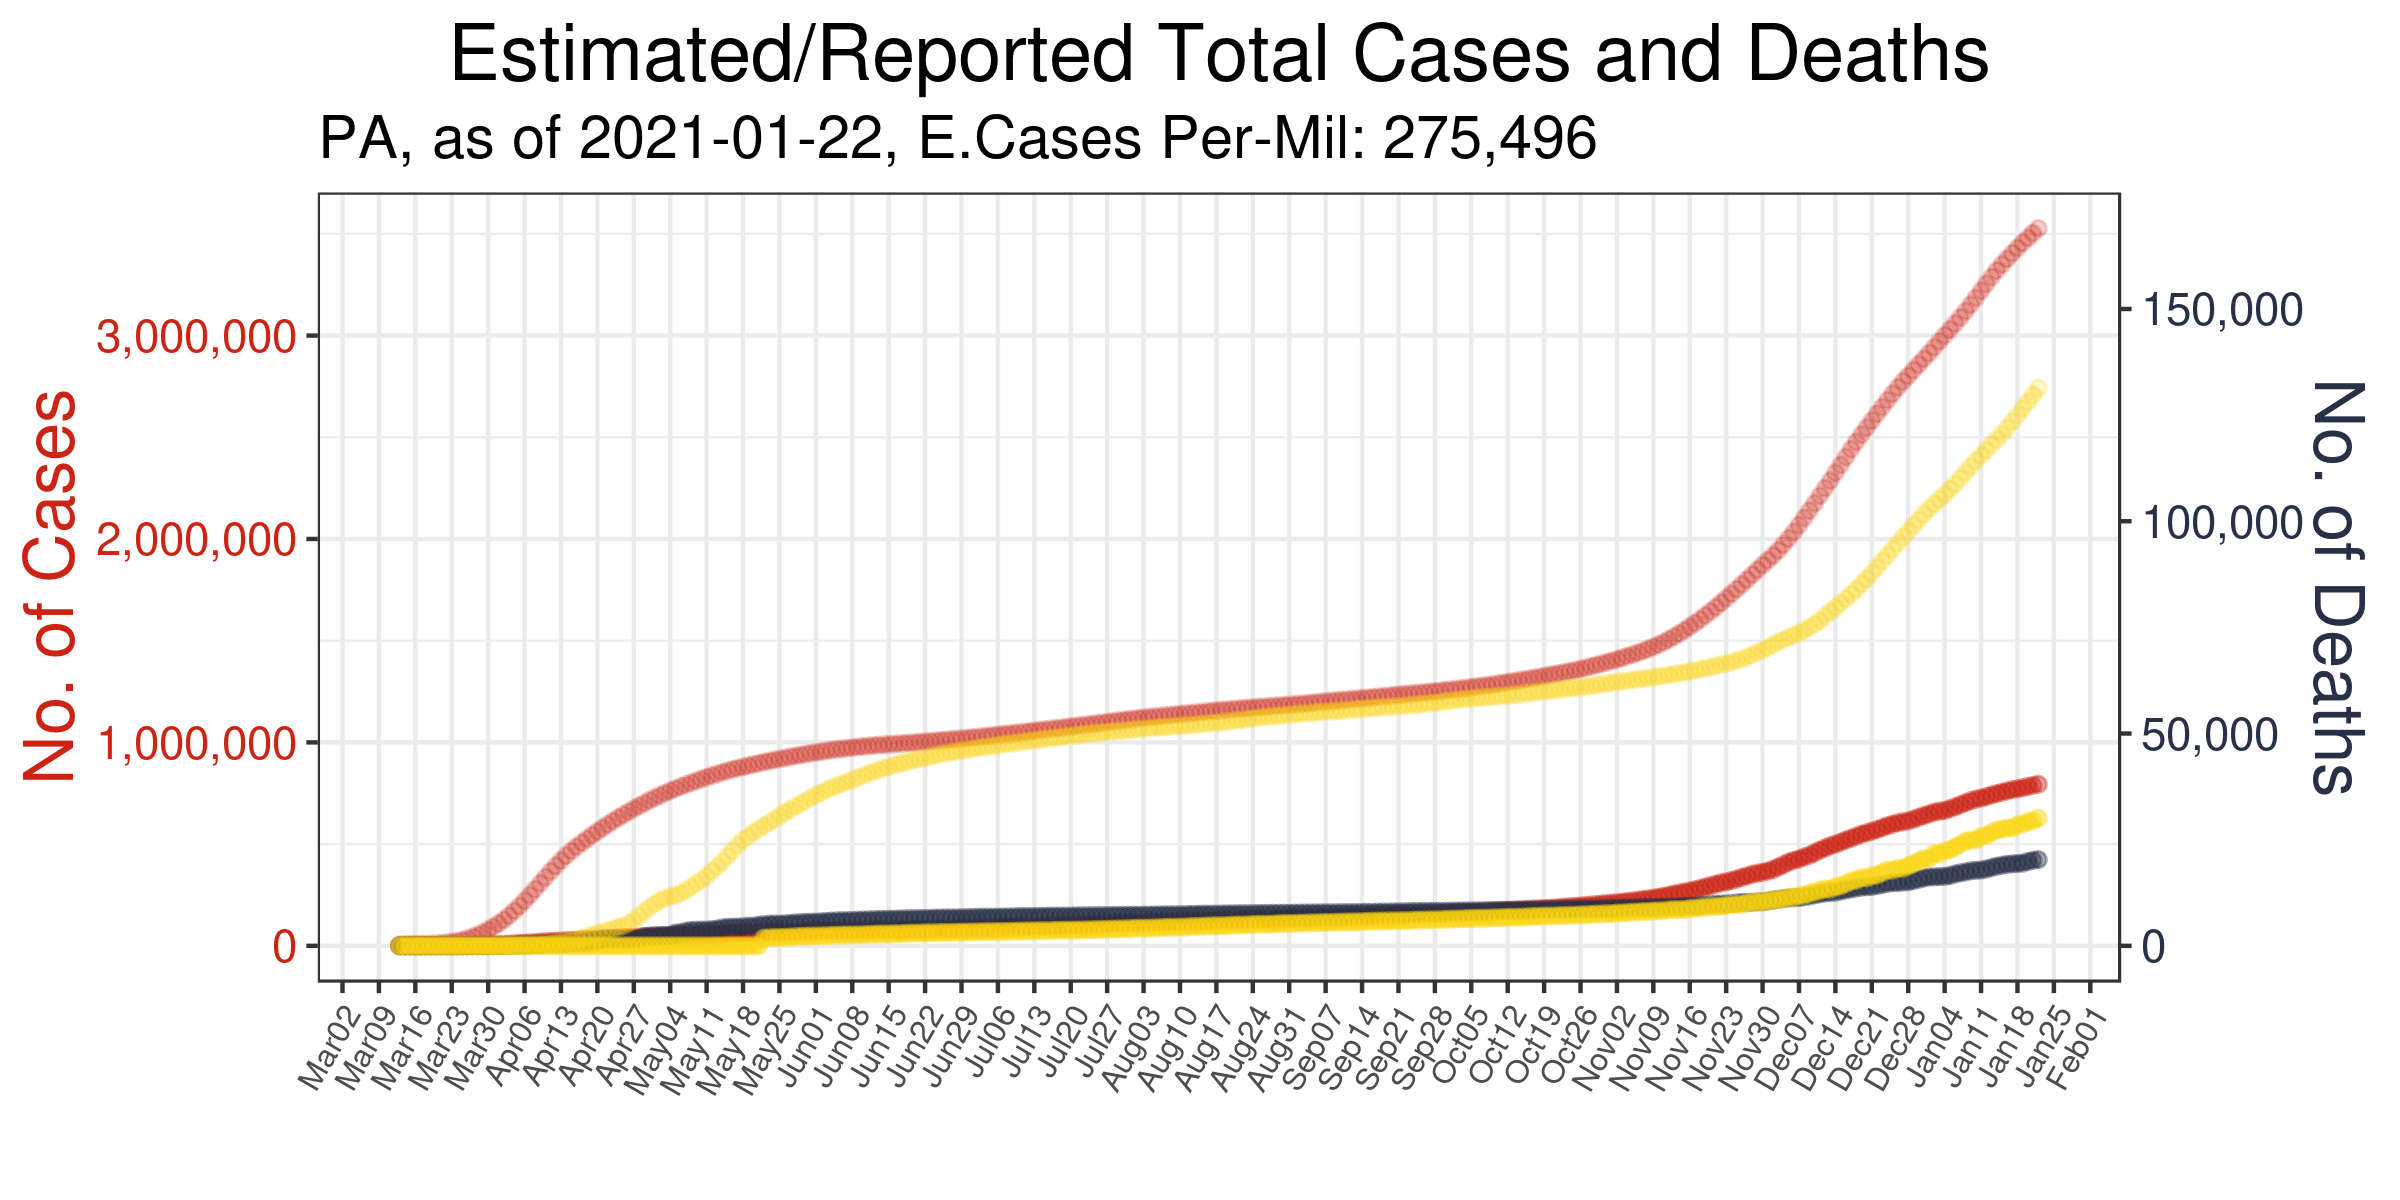 Estimated/Reported Total Cases and Deaths
PA, as of 2021-01-22, E.Cases Per-Mil: 275,496
No. of Cases
3,000,000
2,000,000
1,000,000
0
150,000
100,000
50,000
0
No. of Deaths
Mar02
Mar09
Mar16
Mar23
Mar30
Apr06
Apr13
Apr20
Apr27
May04
May11
May18
May25
Jun01
Jun08
Jun15
Jun22
Jun29
Jul06
Jul13
Jul20
Jul27
Aug03
Aug10
Aug17
Aug24
Aug31
Sep07
Sep14
Sep21
Sep28
Oct05
Oct12
Oct19
Oct26
Nov02
Nov09
Nov16
Nov23
Nov30
Dec07
Dec14
Dec21
Dec28
Jan04
Jan11
Jan18
Jan25
Feb01